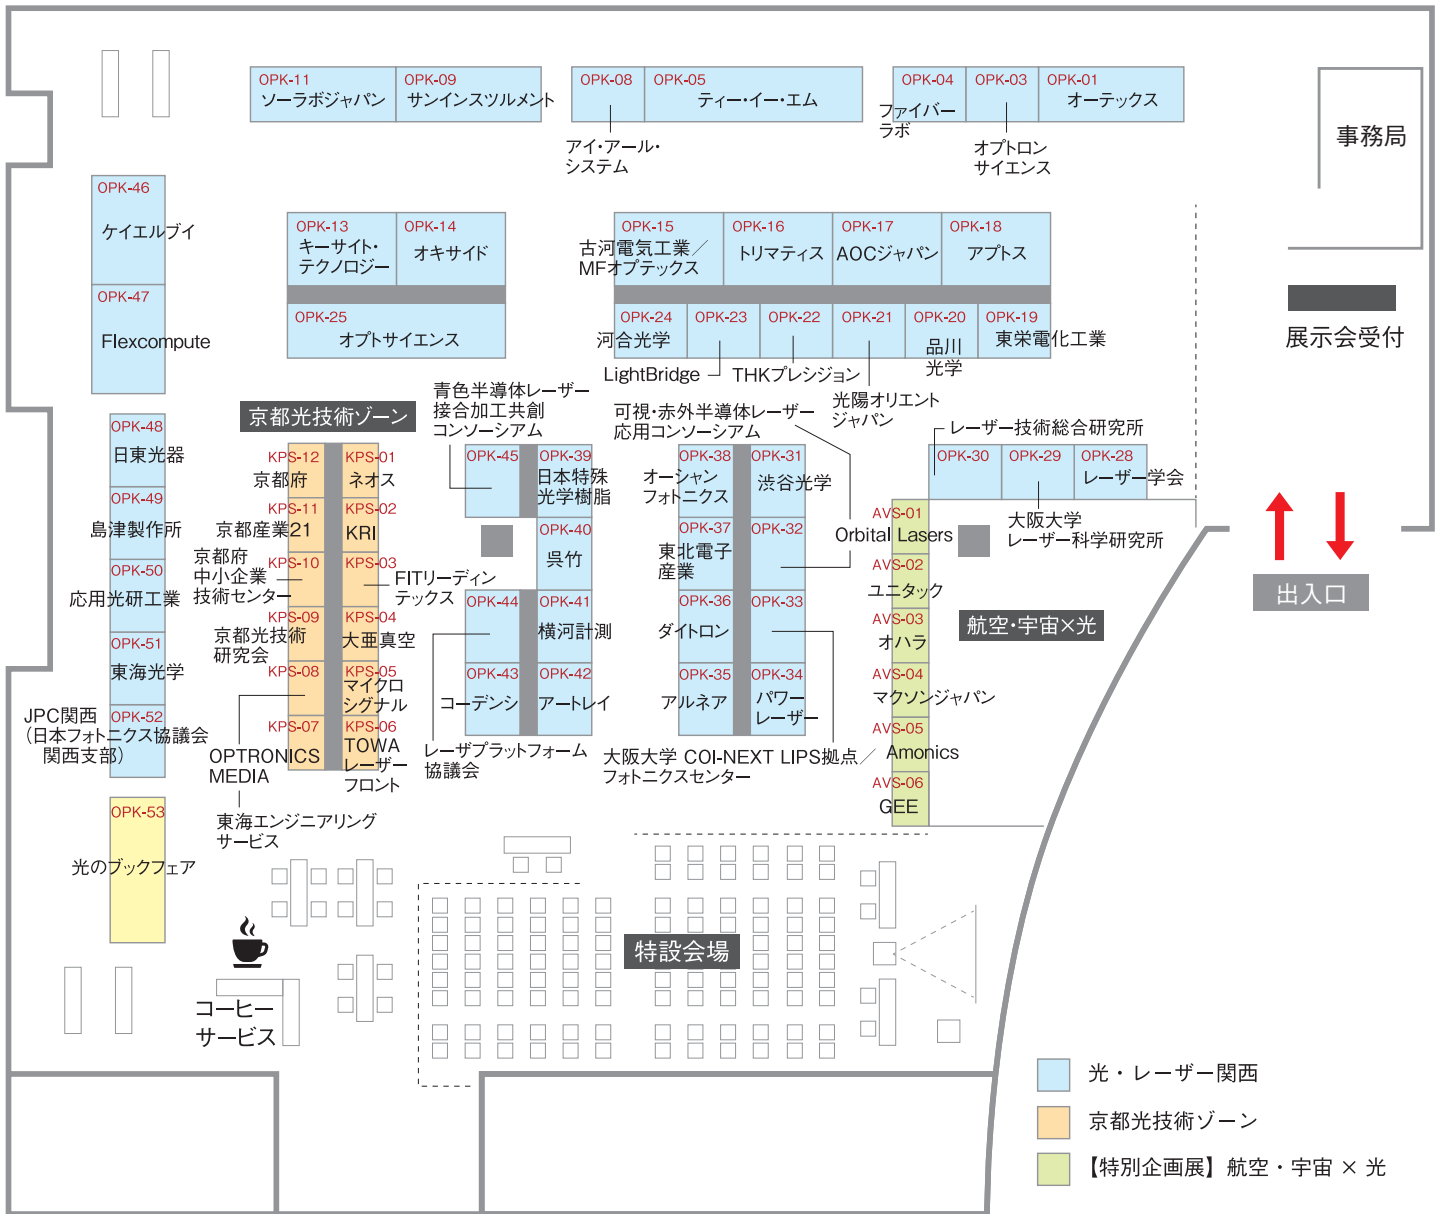 OPK-11
ソーラボジャパン
OPK-09
サンインスツルメント
OPK-08
アイ・アール・
システム
OPK-05
ティー・イー・エム
OPK-04
ファイバー
ラボ
OPK-03
オプトロン
サイエンス
OPK-01
オーテックス
事務局
OPK-46
ケイエルブイ
OPK-47
Flexcompute
OPK-13
キーサイト・
テクノロジー
OPK-14
オキサイド
OPK-25
オプトサイエンス
OPK-15
古河電気工業／
MFオプテックス
OPK-16
トリマティス
OPK-17
AOCジャパン
OPK-18
アプトス
OPK-24
河合光学
OPK-23
LightBridge
OPK-22
THKプレシジョン
OPK-21
光陽オリエント
ジャパン
OPK-20
品川
光学
OPK-19
東栄電化工業
展示会受付
OPK-48
日東光器
OPK-49
島津製作所
OPK-50
応用光研工業
OPK-51
東海光学
OPK-52
JPC関西
（日本フォトニクス協議会
関西支部）
OPK-53
光のブックフェア
京都光技術ゾーン
KPS-12
京都府
KPS-11
京都産業21
KPS-10
京都府
中小企業
技術センター
KPS-09
京都光技術
研究会
KPS-08
東海エンジニアリング
サービス
KPS-07
OPTRONICS
MEDIA
KPS-01
ネオス
KPS-02
KRI
KPS-03
FITリーディン
テックス
KPS-04
大亜真空
KPS-05
マイクロ
シグナル
KPS-06
TOWA
レーザー
フロント
青色半導体レーザー
接合加工共創
コンソーシアム
OPK-45
OPK-39
日本特殊
光学樹脂
OPK-40
呉竹
OPK-44
レーザプラットフォーム
協議会
OPK-41
横河計測
OPK-43
コーデンシ
OPK-42
アートレイ
可視・赤外半導体レーザー
応用コンソーシアム
OPK-38
オーシャン
フォトニクス
OPK-31
渋谷光学
OPK-37
東北電子
産業
OPK-32
OPK-36
ダイトロン
OPK-33
大阪大学 COI-NEXT LIPS拠点／
フォトニクスセンター
OPK-35
アルネア
OPK-34
パワー
レーザー
レーザー技術総合研究所
OPK-30
OPK-29
大阪大学
レーザー科学研究所
OPK-28
レーザー学会
AVS-01
Orbital Lasers
AVS-02
ユニタック
AVS-03
オハラ
AVS-04
マクソンジャパン
AVS-05
Amonics
AVS-06
GEE
航空・宇宙×光
出入口
特設会場
コーヒー
サービス
光・レーザー関西
京都光技術ゾーン
【特別企画展】航空・宇宙 × 光